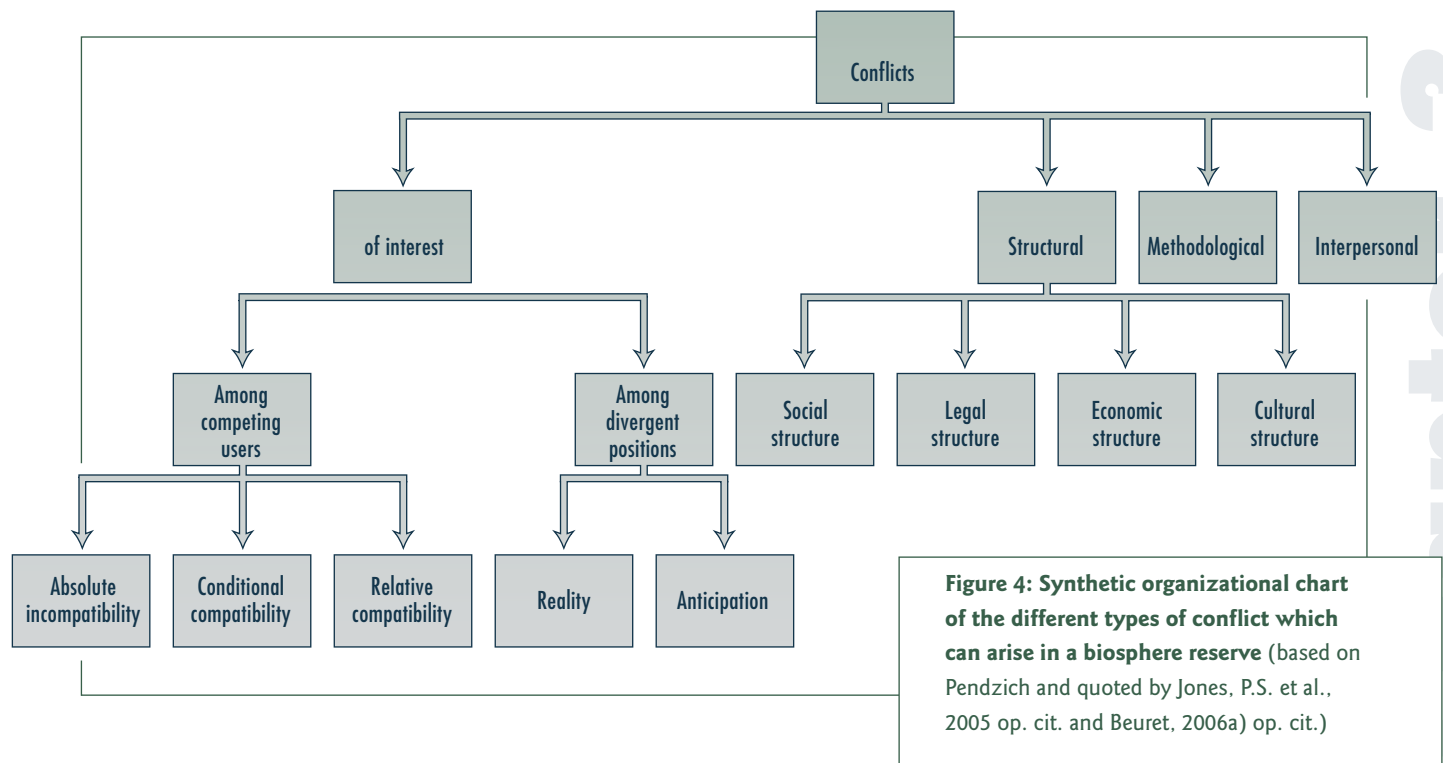 Conflicts
of interest
Structural
Methodological
Interpersonal
Among
competing
users
Among
divergent
positions
Social
structure
Legal
structure
Economic
structure
Cultural
structure
Absolute
incompatibility
Conditional
compatibility
Relative
compatibility
Reality
Anticipation
Figure 4: Synthetic organizational chart
of the different types of conflict which
can arise in a biosphere reserve (based on
Pendzich and quoted by Jones, P.S. et al.,
2005 op. cit. and Beuret, 2006a) op. cit.)